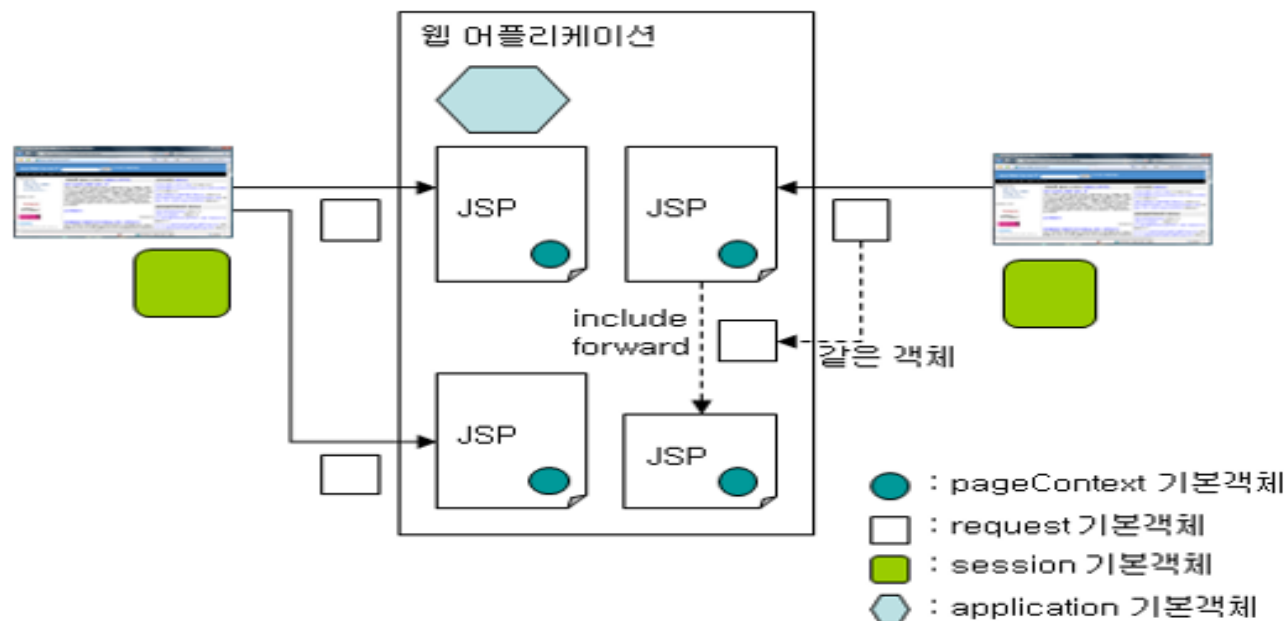 웹 어플리케이션
JSP
JSP
include
forward
같은 객체
JSP
JSP
: pageContext 기본객체
: request 기본객체
: session 기본객체
: application 기본객체